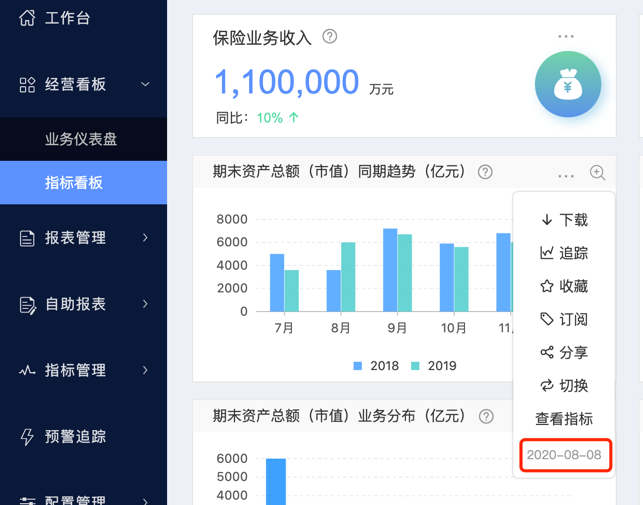 工作台
经营看板
业务仪表盘
指标看板
报表管理
自助报表
指标管理
预警追踪
配置管理
保险业务收入
1,100,000 万元
同比：10% ↑
期末资产总额（市值）同期趋势（亿元）
8000
6000
4000
2000
0
7月 8月 9月 10月 11
2018 2019
下载
追踪
收藏
订阅
分享
切换
查看指标
2020-08-08
期末资产总额（市值）业务分布（亿元）
6000
5000
4000